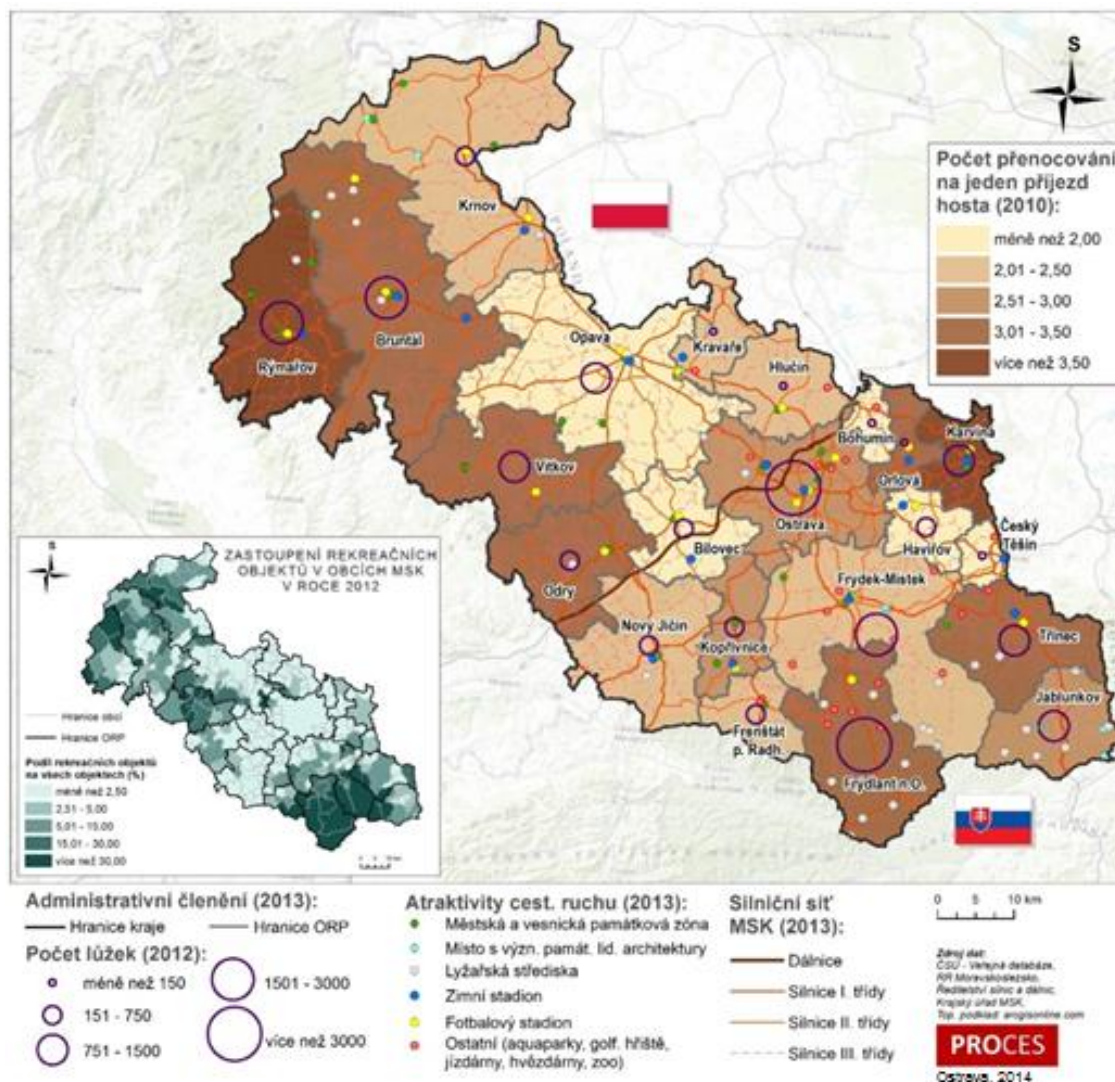 S
Počet přenocování
na jeden příjezd
hosta (2010):
méně než 2,00
2,01 - 2,50
2,51 - 3,00
3,01 - 3,50
více než 3,50
Krnov
Bruntál
Rýmařov
Opava
Kravaře
Hlučín
Bohumín
Karviná
Orlová
Vítkov
Ostrava
Bílovec
Havířov
Český
Těšín
Odry
Frýdek-Místek
Nový Jičín
Kopřivnice
Třinec
Jablunkov
Frenštát
p. Radh.
Frýdlant n.O.
S
ZASTOUPENÍ REKREAČNÍCH
OBJEKTŮ V OBCÍCH MSK
V ROCE 2012
Hranice obcí
Hranice ORP
Podíl rekreačních objektů
na všech objektech (%)
méně než 2,50
2,51 - 5,00
5,01 - 15,00
15,01 - 30,00
více než 30,00
Administrativní členění (2013):
Hranice kraje
Hranice ORP
Počet lůžek (2012):
méně než 150
151 - 750
751 - 1500
1501 - 3000
více než 3000
Atraktivity cest. ruchu (2013):
Městská a vesnická památková zóna
Místo s význ. památ. lid. architektury
Lyžařská střediska
Zimní stadion
Fotbalový stadion
Ostatní (aquaparky, golf. hřiště,
jízdárny, hvězdárny, zoo)
Silniční síť
MSK (2013):
Dálnice
Silnice I. třídy
Silnice II. třídy
Silnice III. třídy
0 5 10 km
Zdroj dat:
ČSÚ - Veřejná databáze,
RR Moravskoslezsko,
Ředitelství silnic a dálnic,
Krajský úřad MSK,
Top. podklad: arcgisonline.com
PROCES
Ostrava, 2014